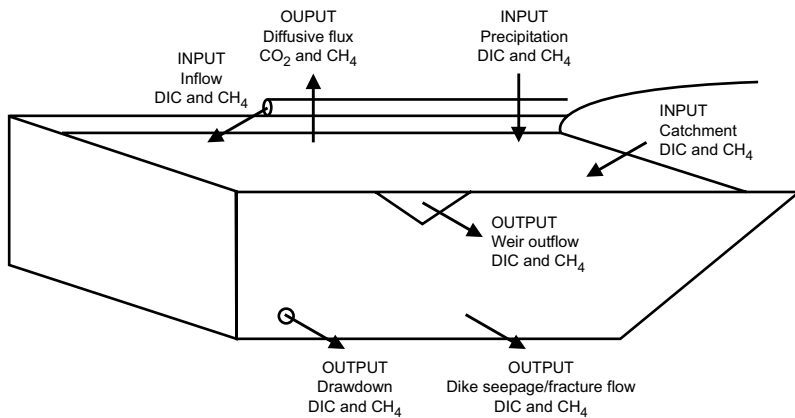 OUPUT
Diffusive flux
CO₂ and CH₄
INPUT
Precipitation
DIC and CH₄
INPUT
Inflow
DIC and CH₄
INPUT
Catchment
DIC and CH₄
OUTPUT
Weir outflow
DIC and CH₄
OUTPUT
Drawdown
DIC and CH₄
OUTPUT
Dike seepage/fracture flow
DIC and CH₄